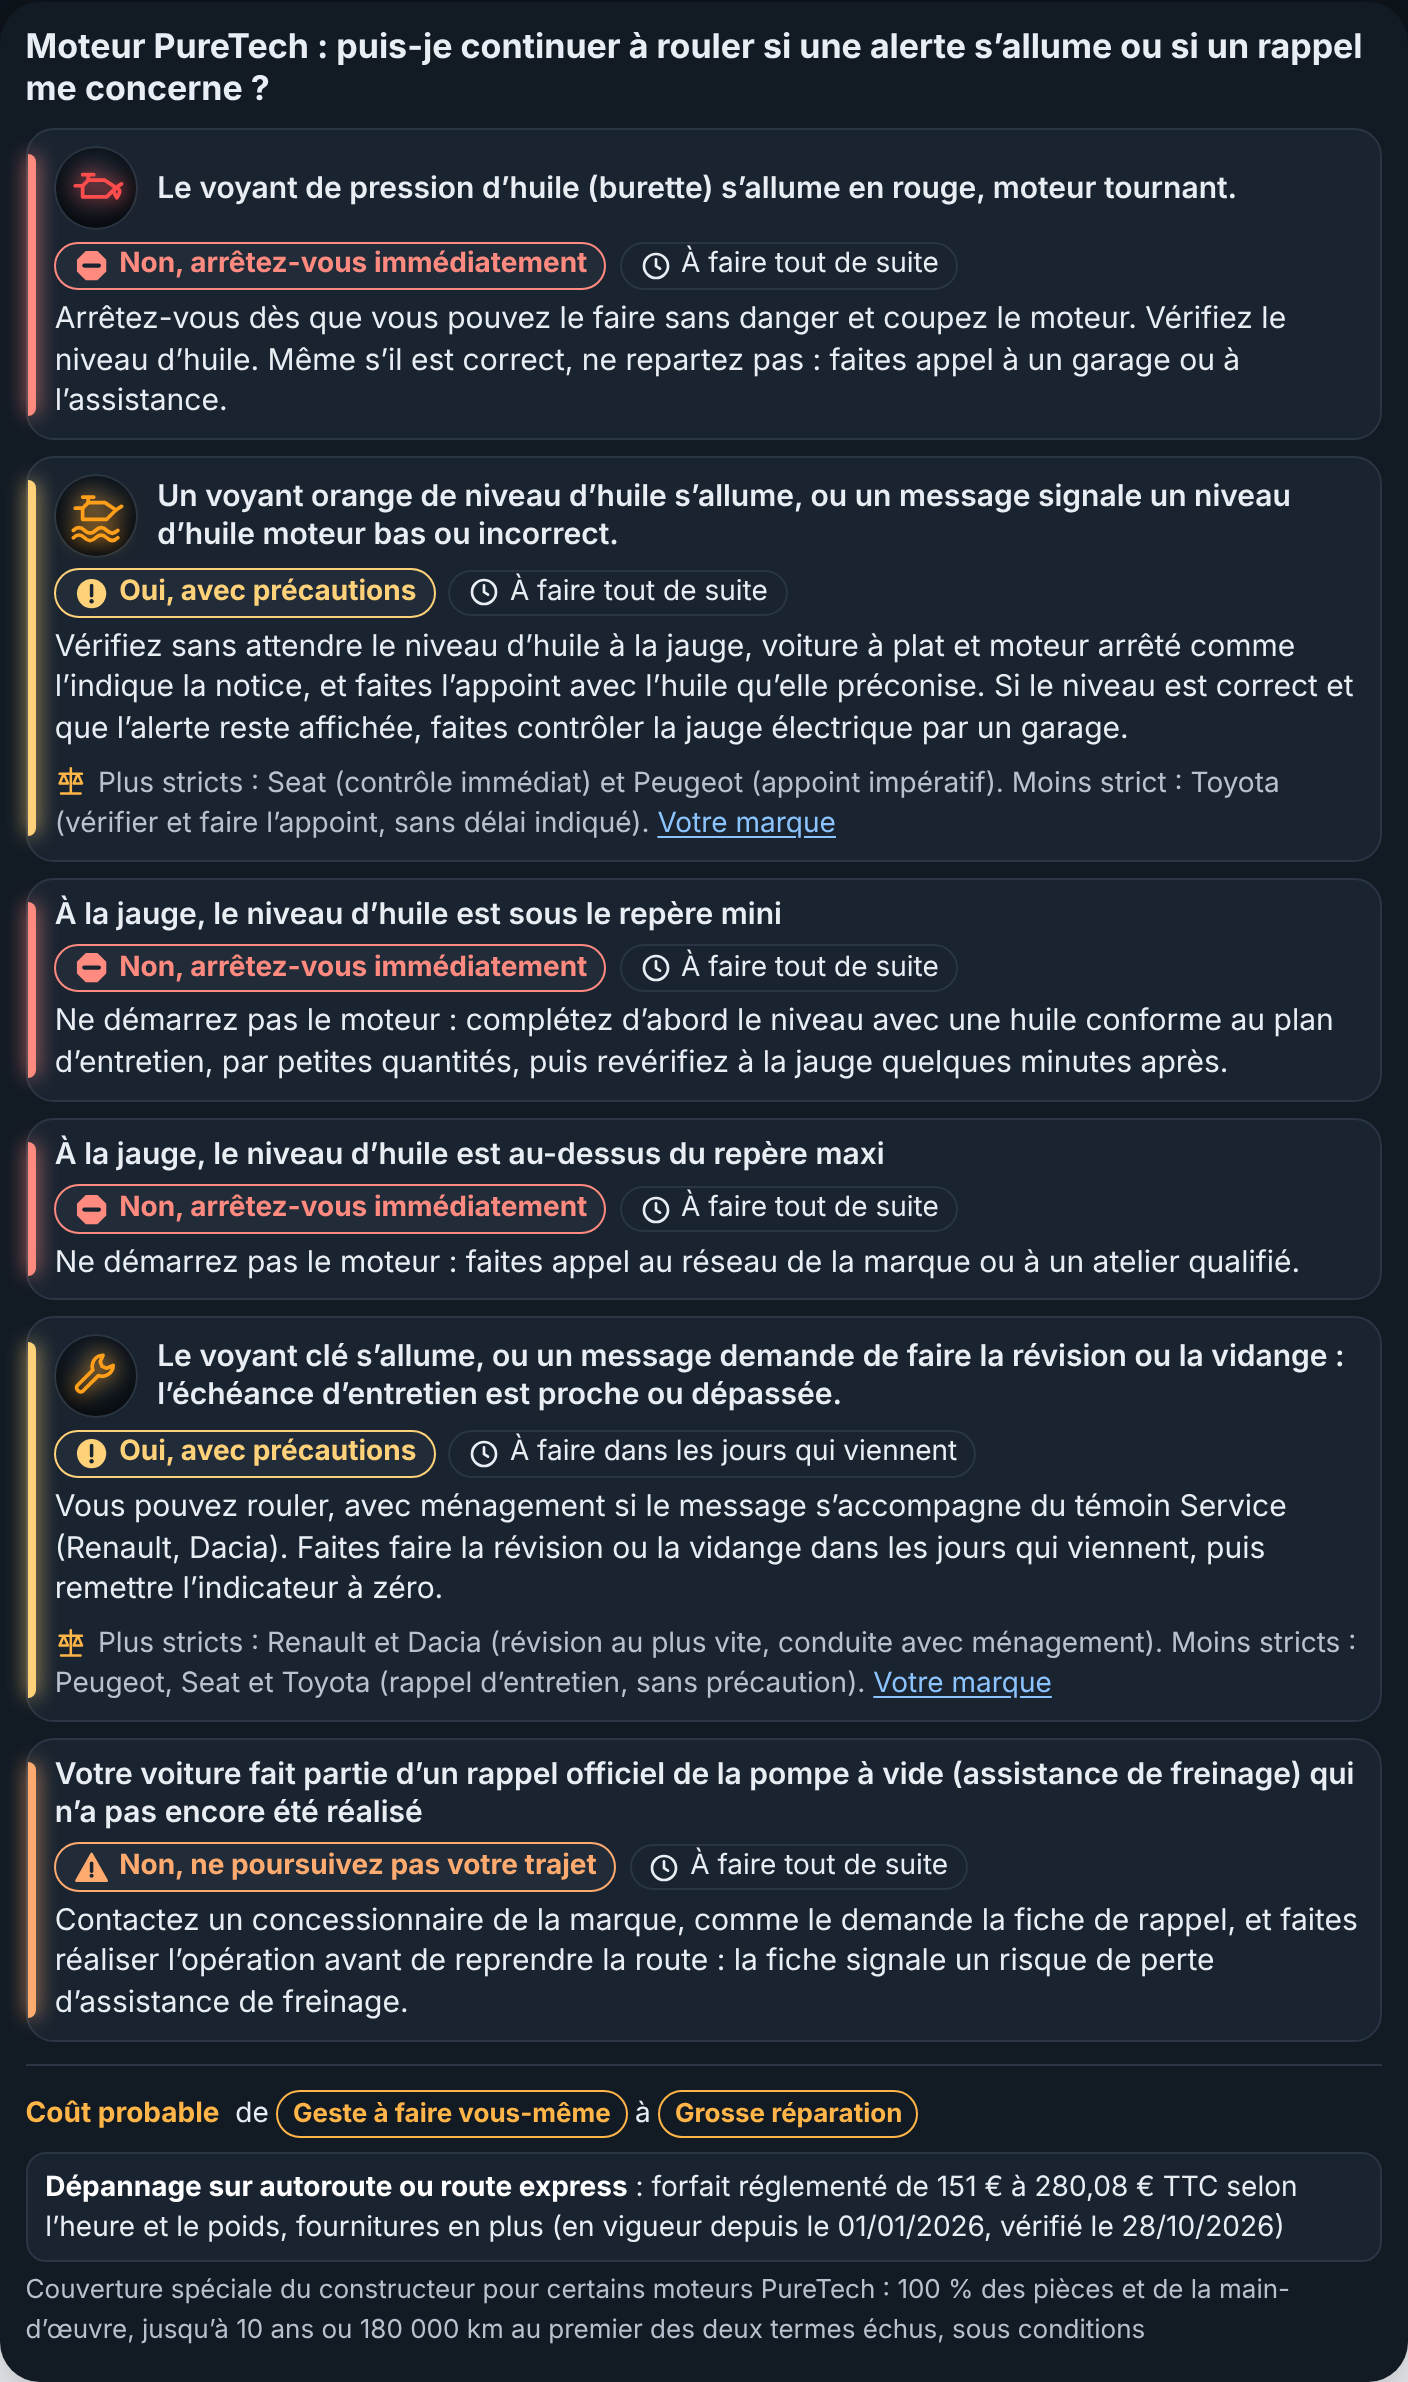 Moteur PureTech : puis-je continuer à rouler si une alerte s’allume ou si un rappel
me concerne ?
Le voyant de pression d’huile (burette) s’allume en rouge, moteur tournant.
Non, arrêtez-vous immédiatement À faire tout de suite
Arrêtez-vous dès que vous pouvez le faire sans danger et coupez le moteur. Vérifiez le
niveau d’huile. Même s’il est correct, ne repartez pas : faites appel à un garage ou à
l’assistance.
Un voyant orange de niveau d’huile s’allume, ou un message signale un niveau
d’huile moteur bas ou incorrect.
Oui, avec précautions À faire tout de suite
Vérifiez sans attendre le niveau d’huile à la jauge, voiture à plat et moteur arrêté comme
l’indique la notice, et faites l’appoint avec l’huile qu’elle préconise. Si le niveau est correct et
que l’alerte reste affichée, faites contrôler la jauge électrique par un garage.
Plus stricts : Seat (contrôle immédiat) et Peugeot (appoint impératif). Moins strict : Toyota
(vérifier et faire l’appoint, sans délai indiqué). Votre marque
À la jauge, le niveau d’huile est sous le repère mini
Non, arrêtez-vous immédiatement À faire tout de suite
Ne démarrez pas le moteur : complétez d’abord le niveau avec une huile conforme au plan
d’entretien, par petites quantités, puis revérifiez à la jauge quelques minutes après.
À la jauge, le niveau d’huile est au-dessus du repère maxi
Non, arrêtez-vous immédiatement À faire tout de suite
Ne démarrez pas le moteur : faites appel au réseau de la marque ou à un atelier qualifié.
Le voyant clé s’allume, ou un message demande de faire la révision ou la vidange :
l’échéance d’entretien est proche ou dépassée.
Oui, avec précautions À faire dans les jours qui viennent
Vous pouvez rouler, avec ménagement si le message s’accompagne du témoin Service
(Renault, Dacia). Faites faire la révision ou la vidange dans les jours qui viennent, puis
remettre l’indicateur à zéro.
Plus stricts : Renault et Dacia (révision au plus vite, conduite avec ménagement). Moins stricts :
Peugeot, Seat et Toyota (rappel d’entretien, sans précaution). Votre marque
Votre voiture fait partie d’un rappel officiel de la pompe à vide (assistance de freinage) qui
n’a pas encore été réalisé
Non, ne poursuivez pas votre trajet À faire tout de suite
Contactez un concessionnaire de la marque, comme le demande la fiche de rappel, et faites
réaliser l’opération avant de reprendre la route : la fiche signale un risque de perte
d’assistance de freinage.
Coût probable de Geste à faire vous-même à Grosse réparation
Dépannage sur autoroute ou route express : forfait réglementé de 151 € à 280,08 € TTC selon
l’heure et le poids, fournitures en plus (en vigueur depuis le 01/01/2026, vérifié le 28/10/2026)
Couverture spéciale du constructeur pour certains moteurs PureTech : 100 % des pièces et de la main-
d’œuvre, jusqu’à 10 ans ou 180 000 km au premier des deux termes échus, sous conditions